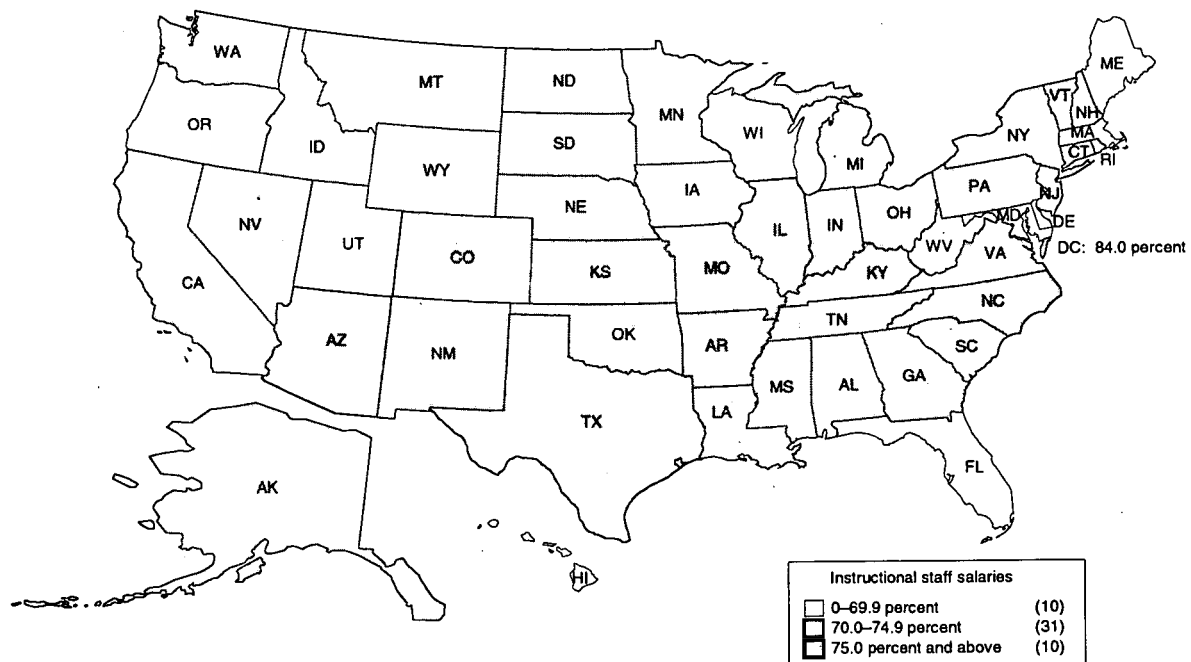 WA
MT
ND
MN
ME
OR
ID
SD
WI
MI
NY
VT
NH
MA
CT
RI
WY
IA
PA
NJ
NV
UT
CO
NE
IL
IN
OH
MD
DE
WV
VA
DC: 84.0 percent
CA
KS
MO
KY
NC
TN
AZ
NM
OK
AR
SC
MS
AL
GA
TX
LA
FL
AK
HI
Instructional staff salaries
0–69.9 percent (10)
70.0–74.9 percent (31)
75.0 percent and above (10)